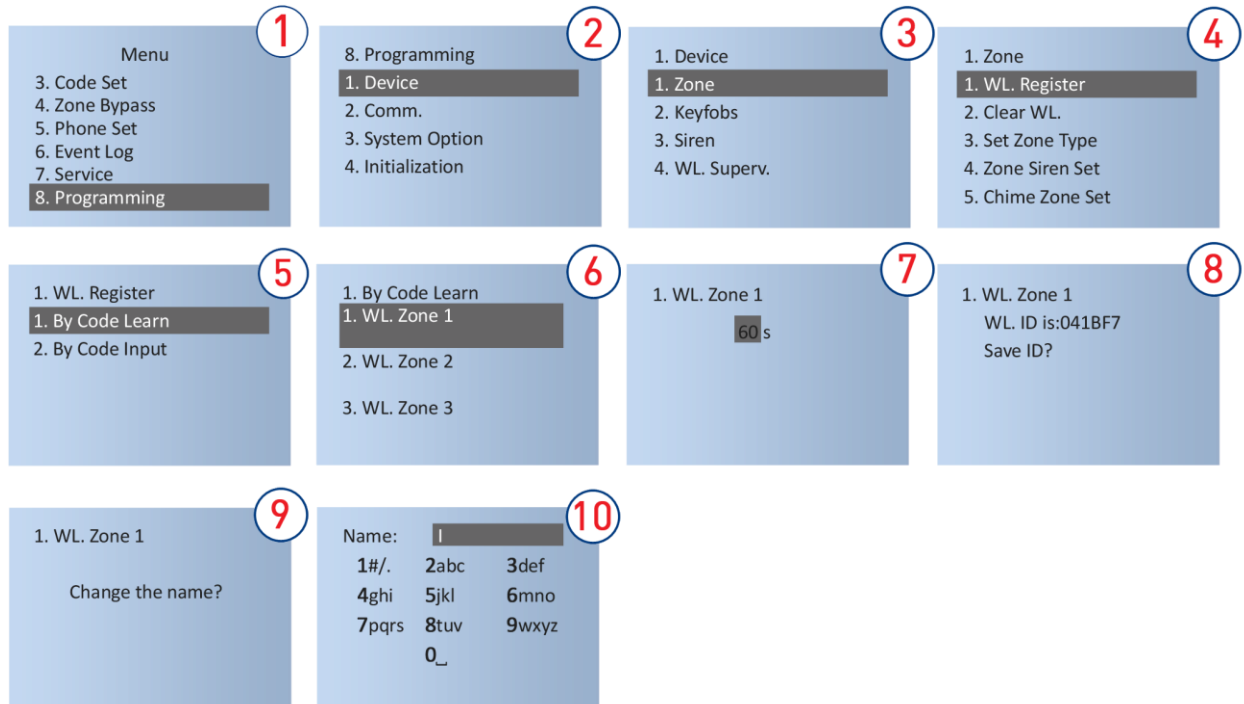 1
Menu
3. Code Set
4. Zone Bypass
5. Phone Set
6. Event Log
7. Service
8. Programming
2
8. Programming
1. Device
2. Comm.
3. System Option
4. Initialization
3
1. Device
1. Zone
2. Keyfobs
3. Siren
4. WL. Superv.
4
1. Zone
1. WL. Register
2. Clear WL.
3. Set Zone Type
4. Zone Siren Set
5. Chime Zone Set
5
1. WL. Register
1. By Code Learn
2. By Code Input
6
1. By Code Learn
1. WL. Zone 1
2. WL. Zone 2
3. WL. Zone 3
7
1. WL. Zone 1
60 s
8
1. WL. Zone 1
WL. ID is:041BF7
Save ID?
9
1. WL. Zone 1
Change the name?
10
Name: I
1#/. 2abc 3def
4ghi 5jkl 6mno
7pqrs 8tuv 9wxyz
0⎵